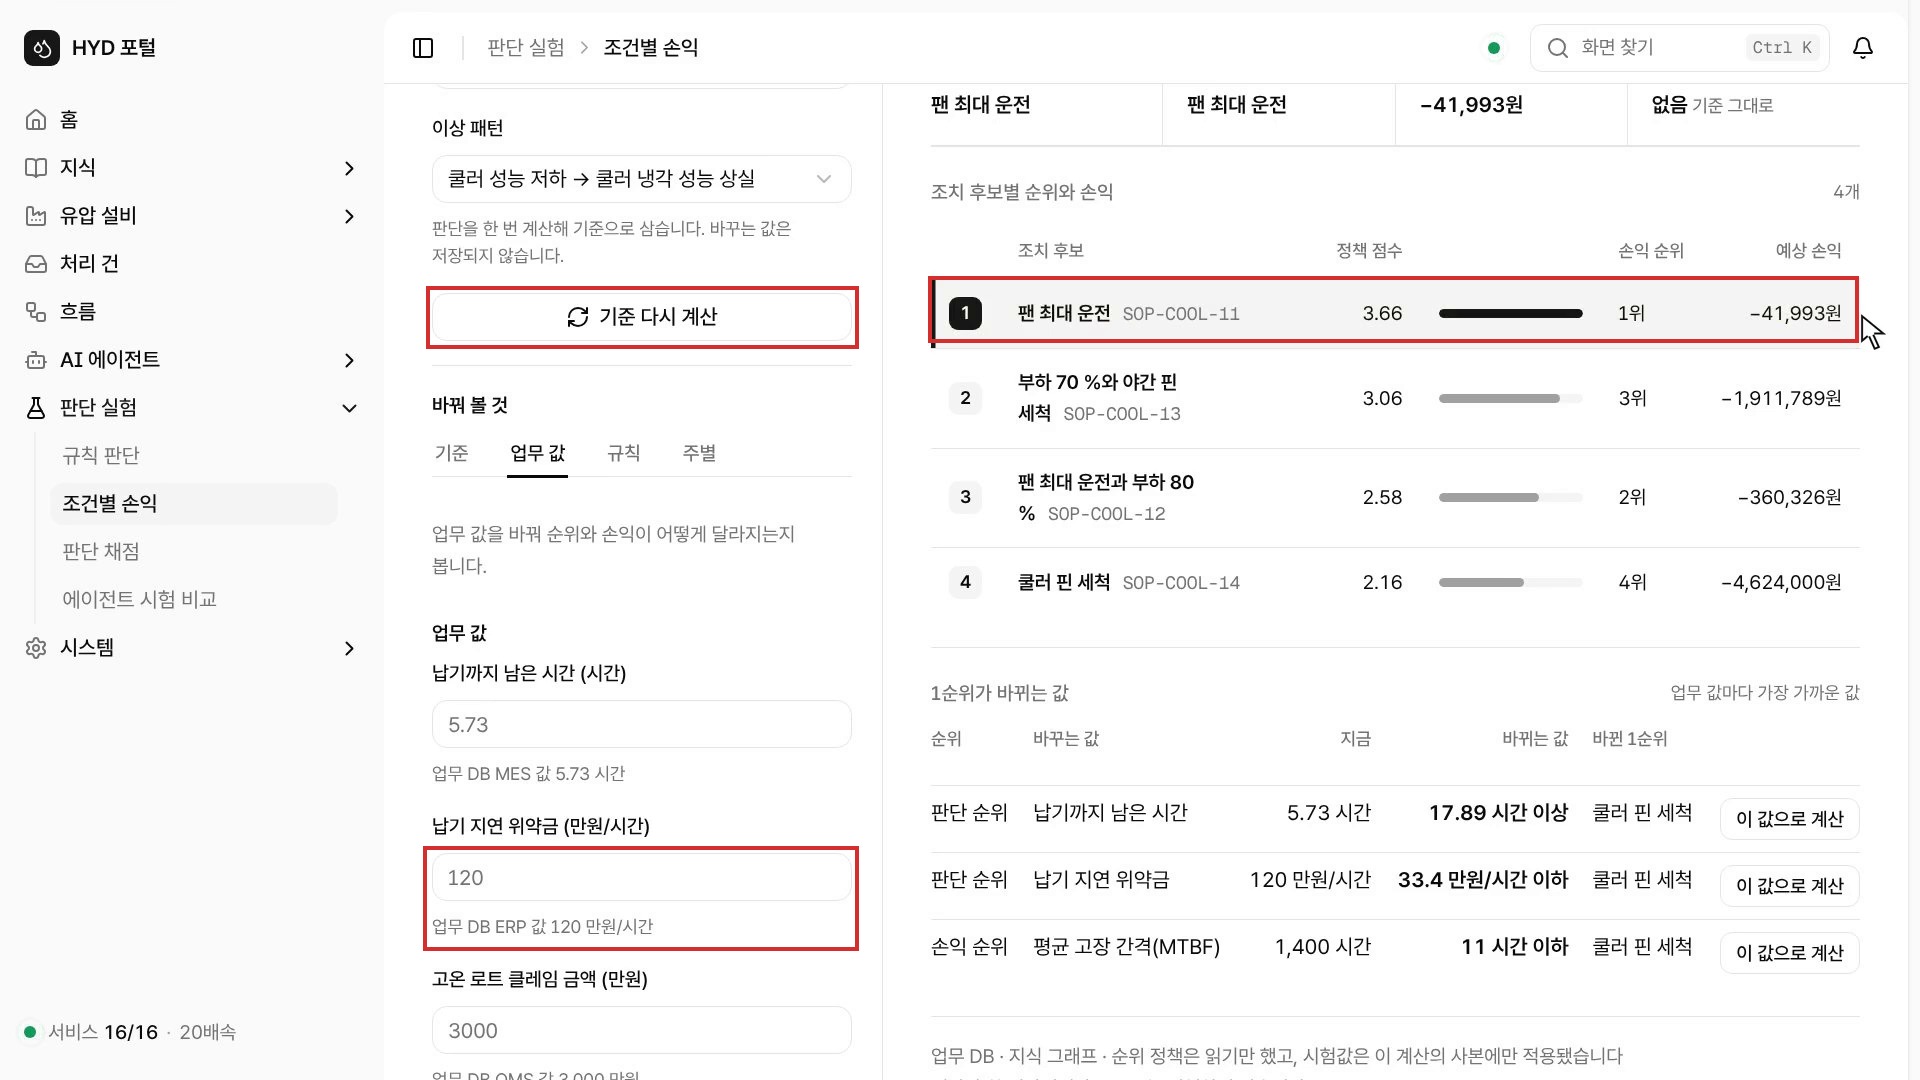 HYD 포털
홈
지식
유압 설비
처리 건
흐름
AI 에이전트
판단 실험
규칙 판단
조건별 손익
판단 채점
에이전트 시험 비교
시스템
서비스 16/16 · 20배속
판단 실험 > 조건별 손익
화면 찾기 Ctrl K
이상 패턴
쿨러 성능 저하 → 쿨러 냉각 성능 상실
판단을 한 번 계산해 기준으로 삼습니다. 바꾸는 값은
저장되지 않습니다.
기준 다시 계산
바꿔 볼 것
기준 업무 값 규칙 주별
업무 값을 바꿔 순위와 손익이 어떻게 달라지는지
봅니다.
업무 값
납기까지 남은 시간 (시간)
5.73
업무 DB MES 값 5.73 시간
납기 지연 위약금 (만원/시간)
120
업무 DB ERP 값 120 만원/시간
고온 로트 클레임 금액 (만원)
3000
업무 DB QMS 값 3,000 만원
팬 최대 운전 팬 최대 운전 −41,993원 없음 기준 그대로
조치 후보별 순위와 손익 4개
조치 후보 정책 점수 손익 순위 예상 손익
1 팬 최대 운전 SOP-COOL-11 3.66 1위 −41,993원
2 부하 70 %와 야간 핀
세척 SOP-COOL-13 3.06 3위 −1,911,789원
3 팬 최대 운전과 부하 80
% SOP-COOL-12 2.58 2위 −360,326원
4 쿨러 핀 세척 SOP-COOL-14 2.16 4위 −4,624,000원
1순위가 바뀌는 값 업무 값마다 가장 가까운 값
순위 바꾸는 값 지금 바뀌는 값 바뀐 1순위
판단 순위 납기까지 남은 시간 5.73 시간 17.89 시간 이상 쿨러 핀 세척 이 값으로 계산
판단 순위 납기 지연 위약금 120 만원/시간 33.4 만원/시간 이하 쿨러 핀 세척 이 값으로 계산
손익 순위 평균 고장 간격(MTBF) 1,400 시간 11 시간 이하 쿨러 핀 세척 이 값으로 계산
업무 DB · 지식 그래프 · 순위 정책은 읽기만 했고, 시험값은 이 계산의 사본에만 적용됐습니다